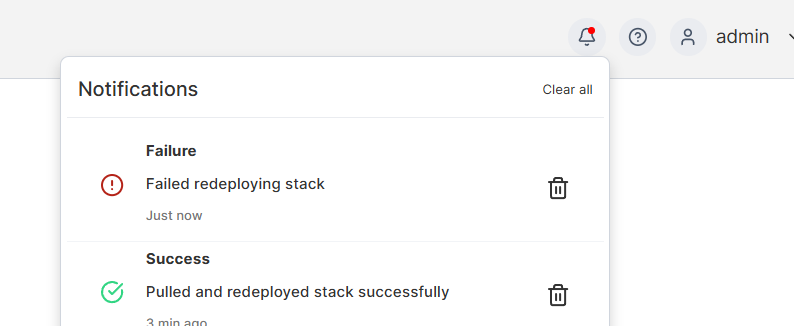 admin
Notifications
Clear all
Failure
Failed redeploying stack
Just now
Success
Pulled and redeployed stack successfully
3 min ago